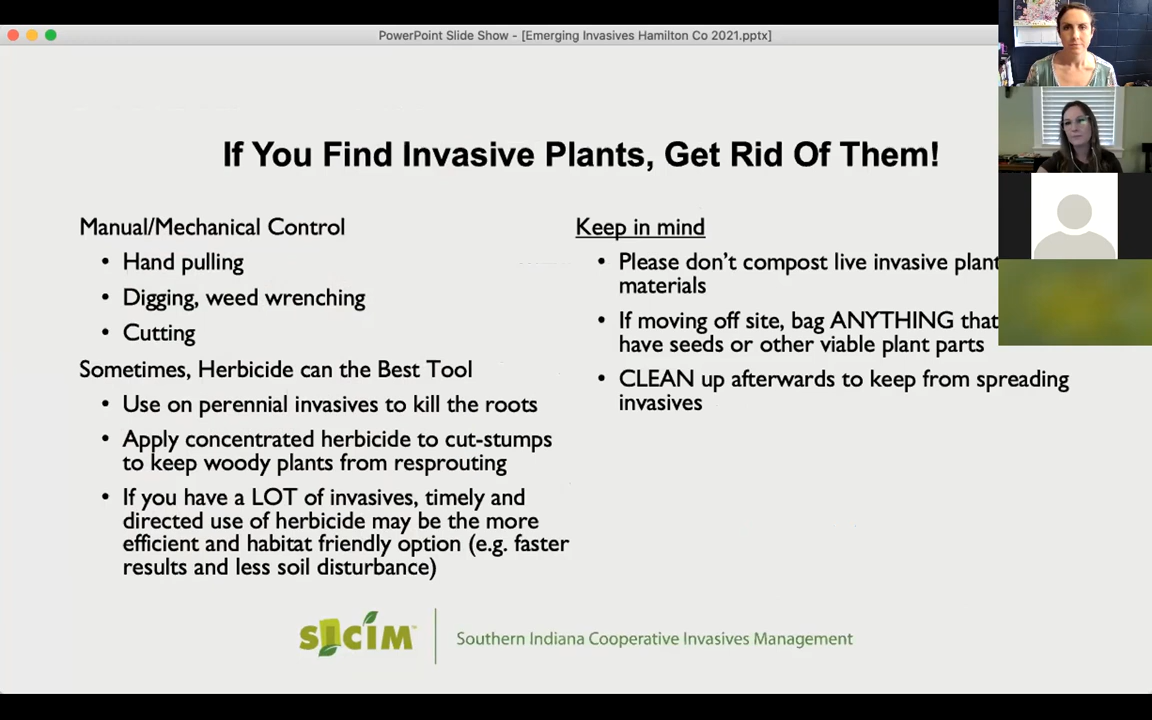 PowerPoint Slide Show - [Emerging Invasives Hamilton Co 2021.pptx]
If You Find Invasive Plants, Get Rid Of Them!
Manual/Mechanical Control
• Hand pulling
• Digging, weed wrenching
• Cutting
Sometimes, Herbicide can the Best Tool
• Use on perennial invasives to kill the roots
• Apply concentrated herbicide to cut-stumps
to keep woody plants from resprouting
• If you have a LOT of invasives, timely and
directed use of herbicide may be the more
efficient and habitat friendly option (e.g. faster
results and less soil disturbance)
Keep in mind
• Please don't compost live invasive plant
materials
• If moving off site, bag ANYTHING that
have seeds or other viable plant parts
• CLEAN up afterwards to keep from spreading
invasives
SICIM™
Southern Indiana Cooperative Invasives Management